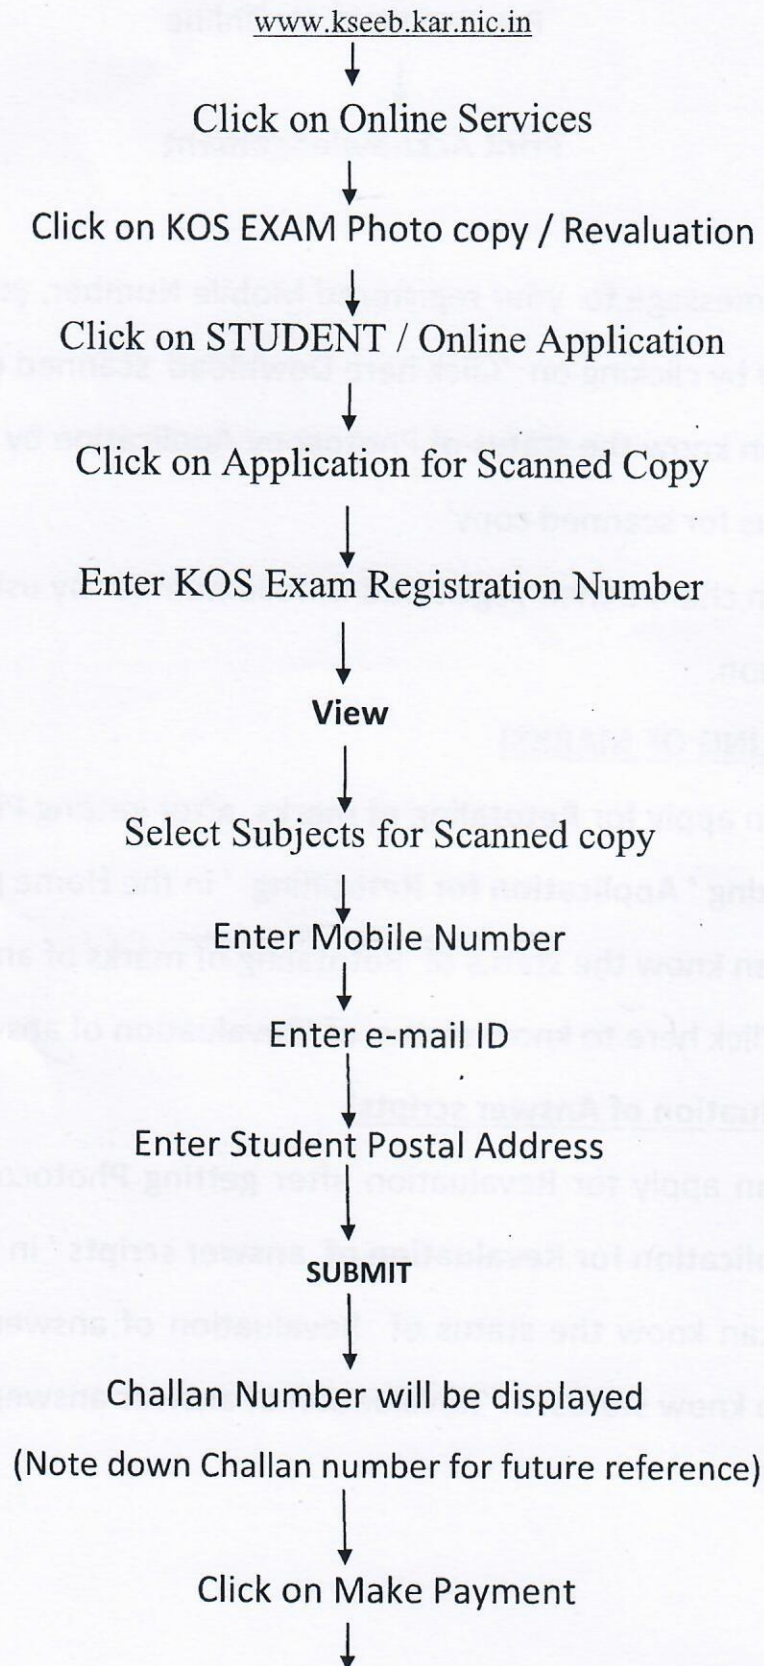 www.kseeb.kar.nic.in
Click on Online Services
Click on KOS EXAM Photo copy / Revaluation
Click on STUDENT / Online Application
Click on Application for Scanned Copy
Enter KOS Exam Registration Number
View
Select Subjects for Scanned copy
Enter Mobile Number
Enter e-mail ID
Enter Student Postal Address
SUBMIT
Challan Number will be displayed
(Note down Challan number for future reference)
Click on Make Payment